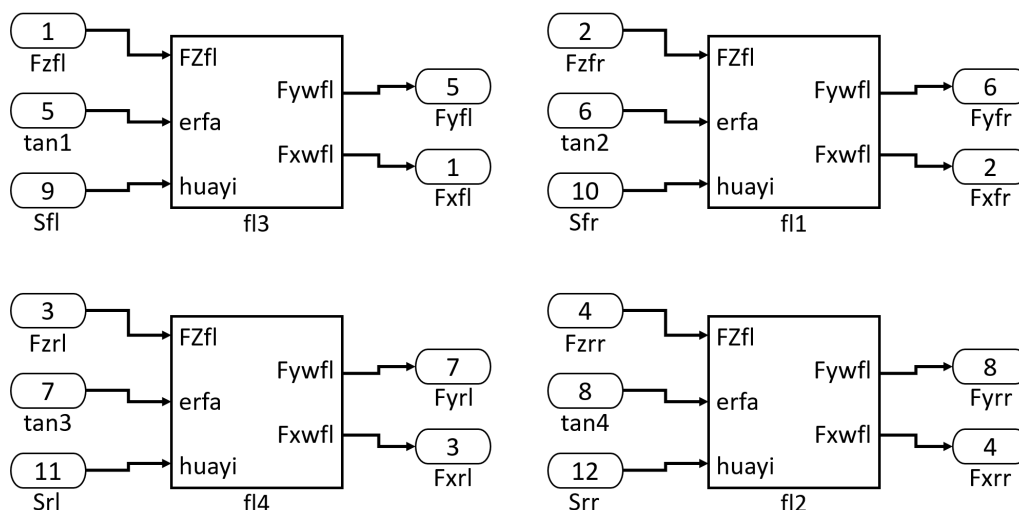 1
Fzfl
5
tan1
9
Sfl
FZfl
erfa
huayi
Fywfl
Fxwfl
fl3
5
Fyfl
1
Fxfl
2
Fzfr
6
tan2
10
Sfr
FZfl
erfa
huayi
Fywfl
Fxwfl
fl1
6
Fyfr
2
Fxfr
3
Fzrl
7
tan3
11
Srl
FZfl
erfa
huayi
Fywfl
Fxwfl
fl4
7
Fyrl
3
Fxrl
4
Fzrr
8
tan4
12
Srr
FZfl
erfa
huayi
Fywfl
Fxwfl
fl2
8
Fyrr
4
Fxrr